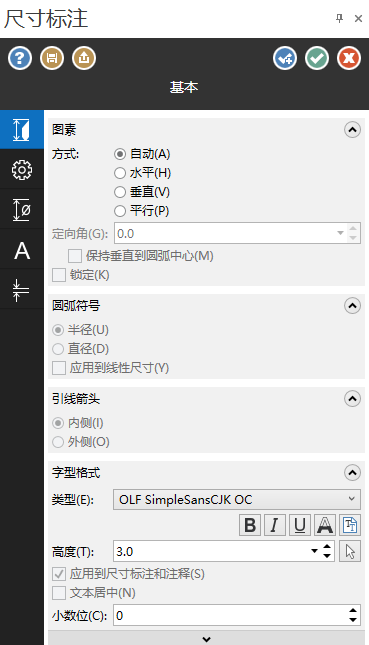 尺寸标注
基本
图素
方式: 自动(A)
水平(H)
垂直(V)
平行(P)
定向角(G): 0.0
保持垂直到圆弧中心(M)
锁定(K)
圆弧符号
半径(U)
直径(D)
应用到线性尺寸(Y)
引线箭头
内侧(I)
外侧(O)
字型格式
类型(E): OLF SimpleSansCJK OC
B I U A
高度(T): 3.0
应用到尺寸标注和注释(S)
文本居中(N)
小数位(C): 0